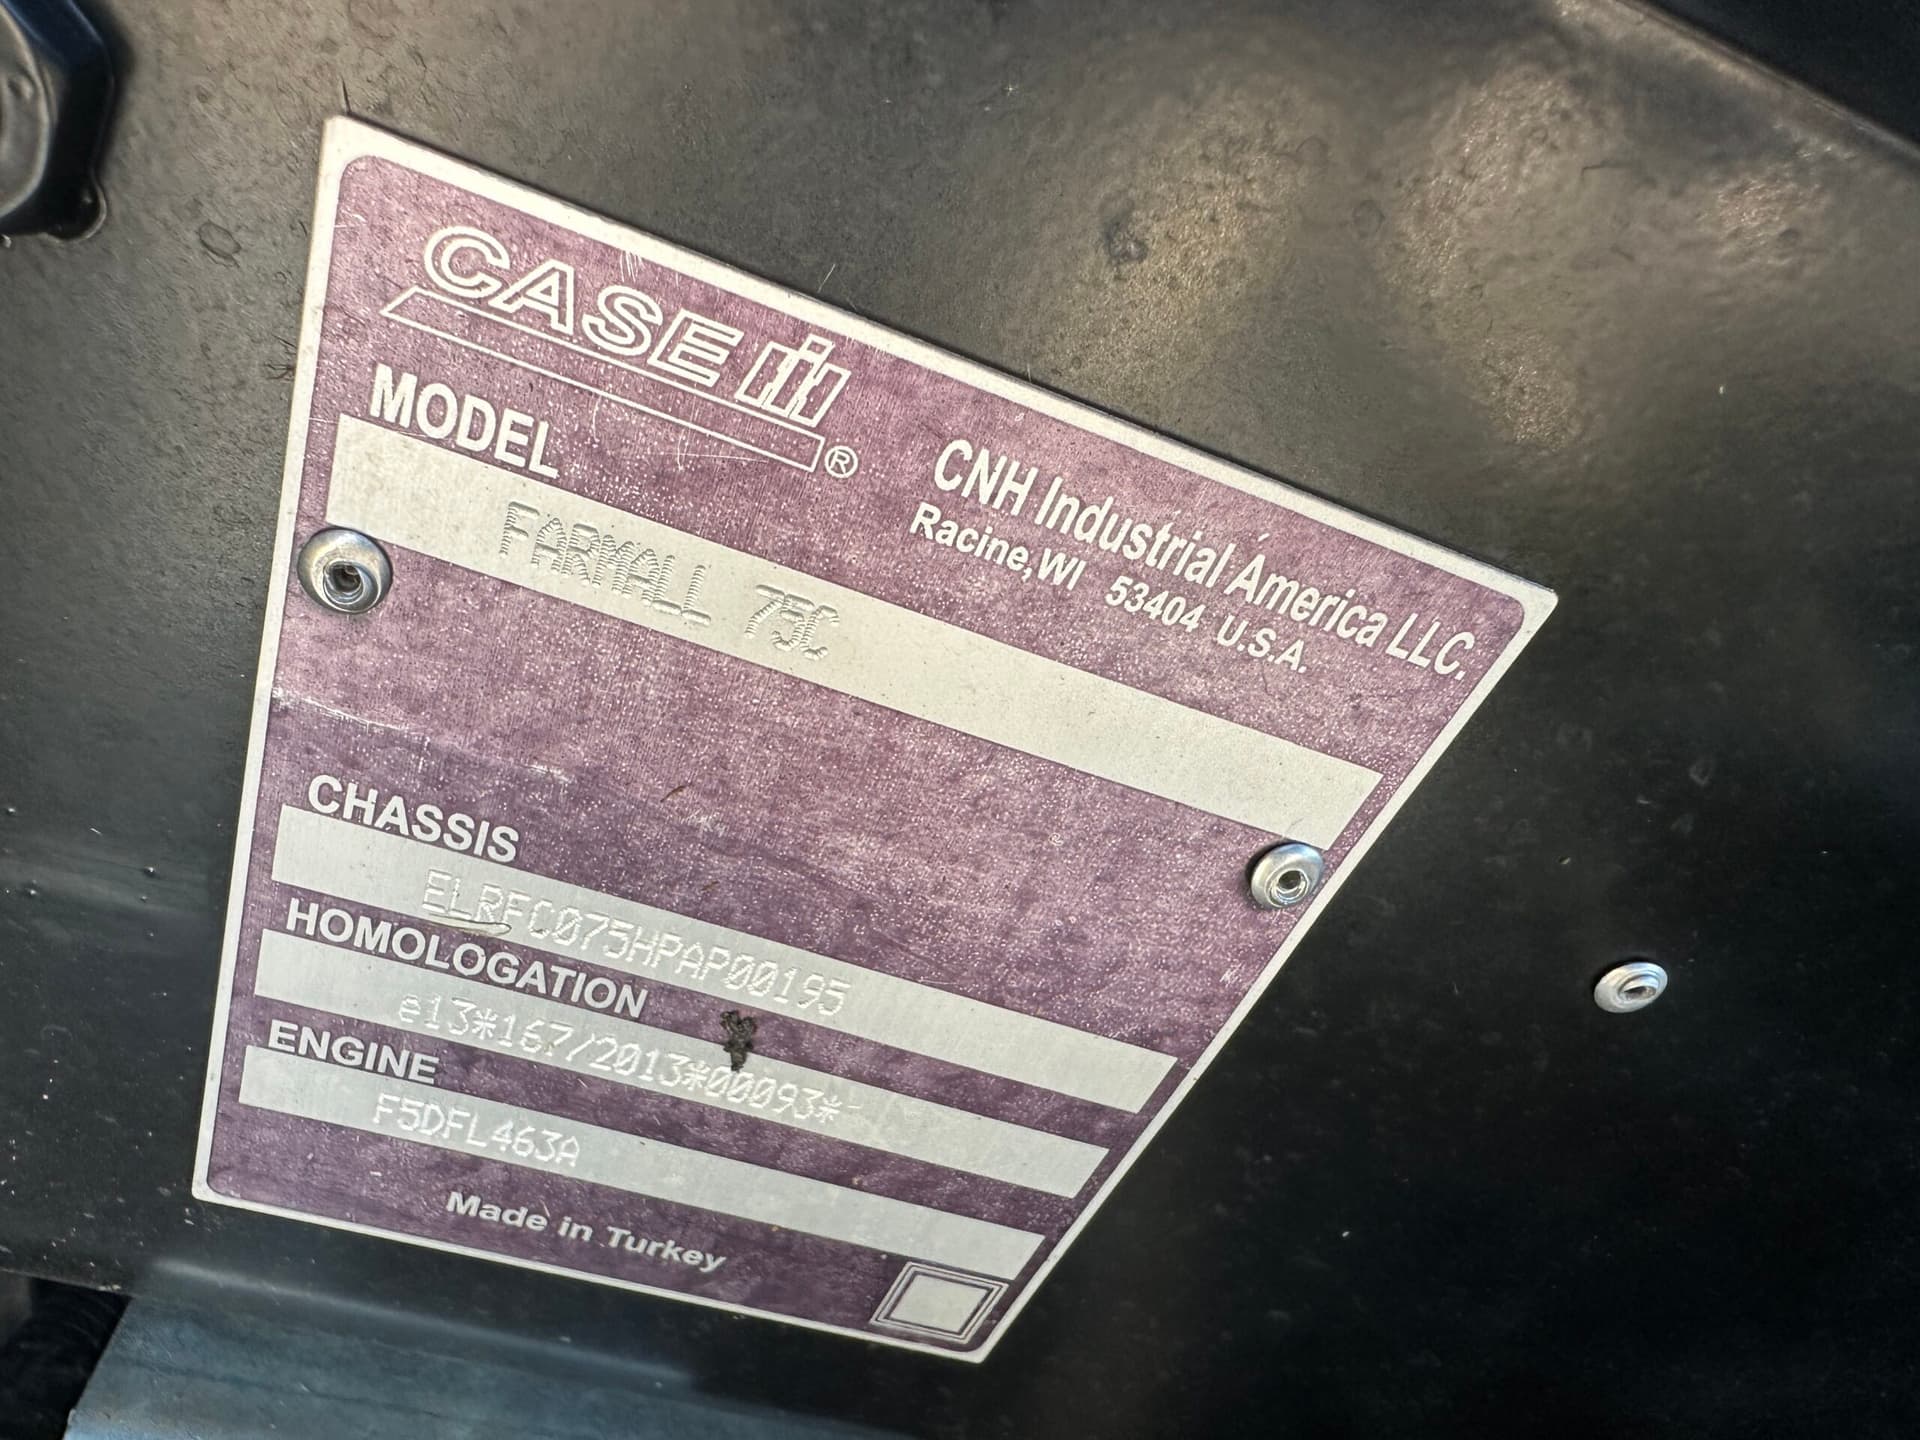 CASE IH ®
CNH Industrial America LLC.
Racine,WI 53404 U.S.A.
MODEL
FARMALL 75C
CHASSIS
ELRFC075HPAP00195
HOMOLOGATION
e13*167/2013*00093*
ENGINE
F5DFL463A
Made in Turkey